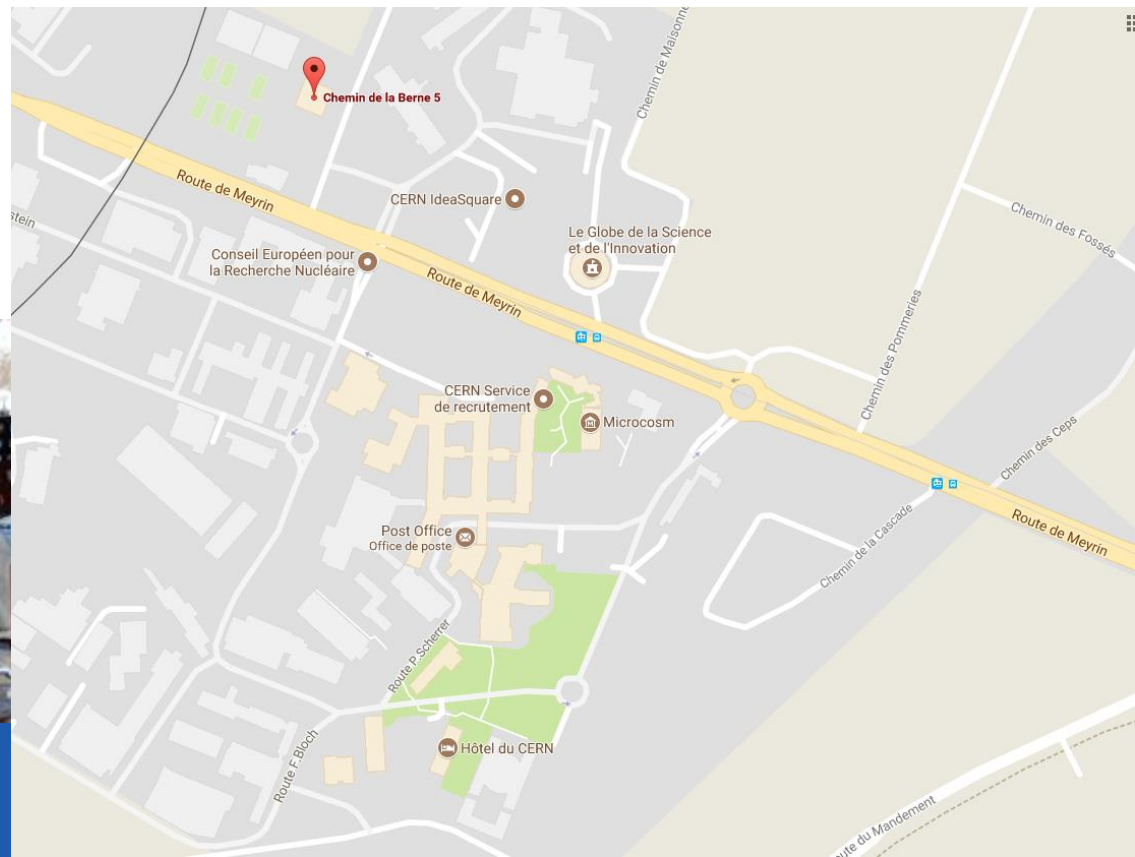 Chemin de Maisonne
Chemin de la Berne 5
Route de Meyrin
CERN IdeaSquare
Chemin des Fossés
stein
Le Globe de la Science
et de l'Innovation
Conseil Européen pour
la Recherche Nucléaire
Route de Meyrin
Chemin des Pommeries
CERN Service
de recrutement
Microcosm
Chemin des Ceps
Route de Meyrin
Post Office
Office de poste
Chemin de la Cascade
Route P.Scherrer
Hôtel du CERN
Route F.Bloch
oute du Mandement